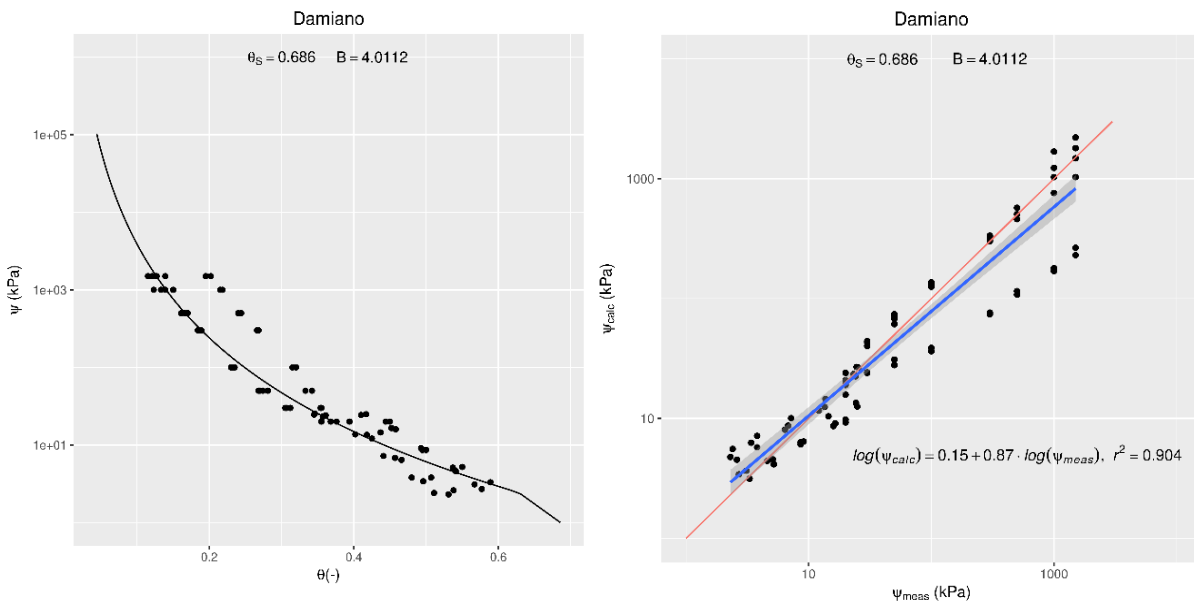 Damiano
θS = 0.686 B = 4.0112
1e+05
1e+03
1e+01
ψ (kPa)
0.2 0.4 0.6
θ(-)
Damiano
θS = 0.686 B = 4.0112
1000
10
ψcalc (kPa)
log(ψcalc) = 0.15 + 0.87 · log(ψmeas), r² = 0.904
10 1000
ψmeas (kPa)